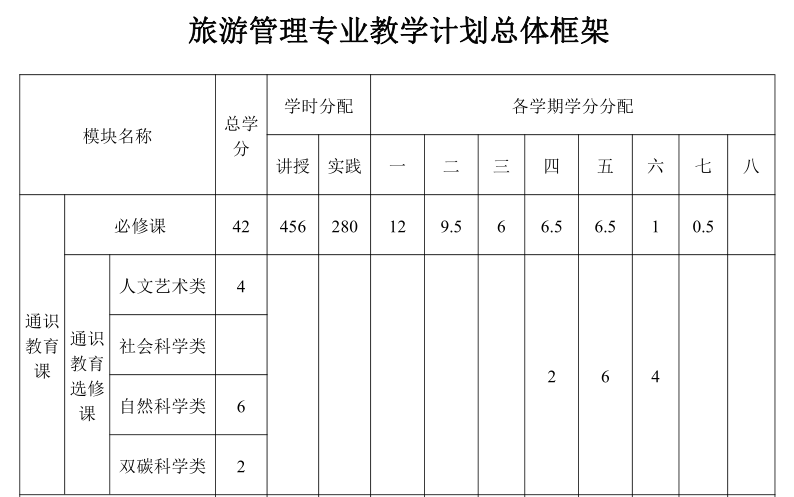 旅游管理专业教学计划总体框架
模块名称 总学分 学时分配 各学期学分分配
讲授 实践 一 二 三 四 五 六 七 八
通识教育课 必修课 42 456 280 12 9.5 6 6.5 6.5 1 0.5
通识教育选修课 人文艺术类 4 2 6 4
社会科学类
自然科学类 6
双碳科学类 2